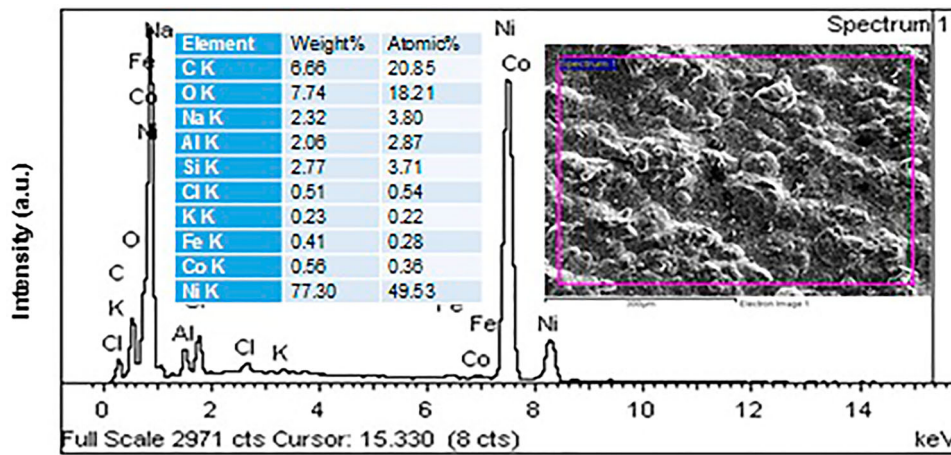 Spectrum 1
Na
Fe
Co
Ni
O
C
K
Cl
Al
Cl
K
Fe
Co
Ni
Co
Ni
Element Weight% Atomic%
C K 6.66 20.85
O K 7.74 18.21
Na K 2.32 3.80
Al K 2.06 2.87
Si K 2.77 3.71
Cl K 0.51 0.54
K K 0.23 0.22
Fe K 0.41 0.28
Co K 0.56 0.36
Ni K 77.30 49.53
Spectrum 1
300µm Electron Image 1
Intensity (a.u.)
0 2 4 6 8 10 12 14
Full Scale 2971 cts Cursor: 15.330 (8 cts) keV
Ni